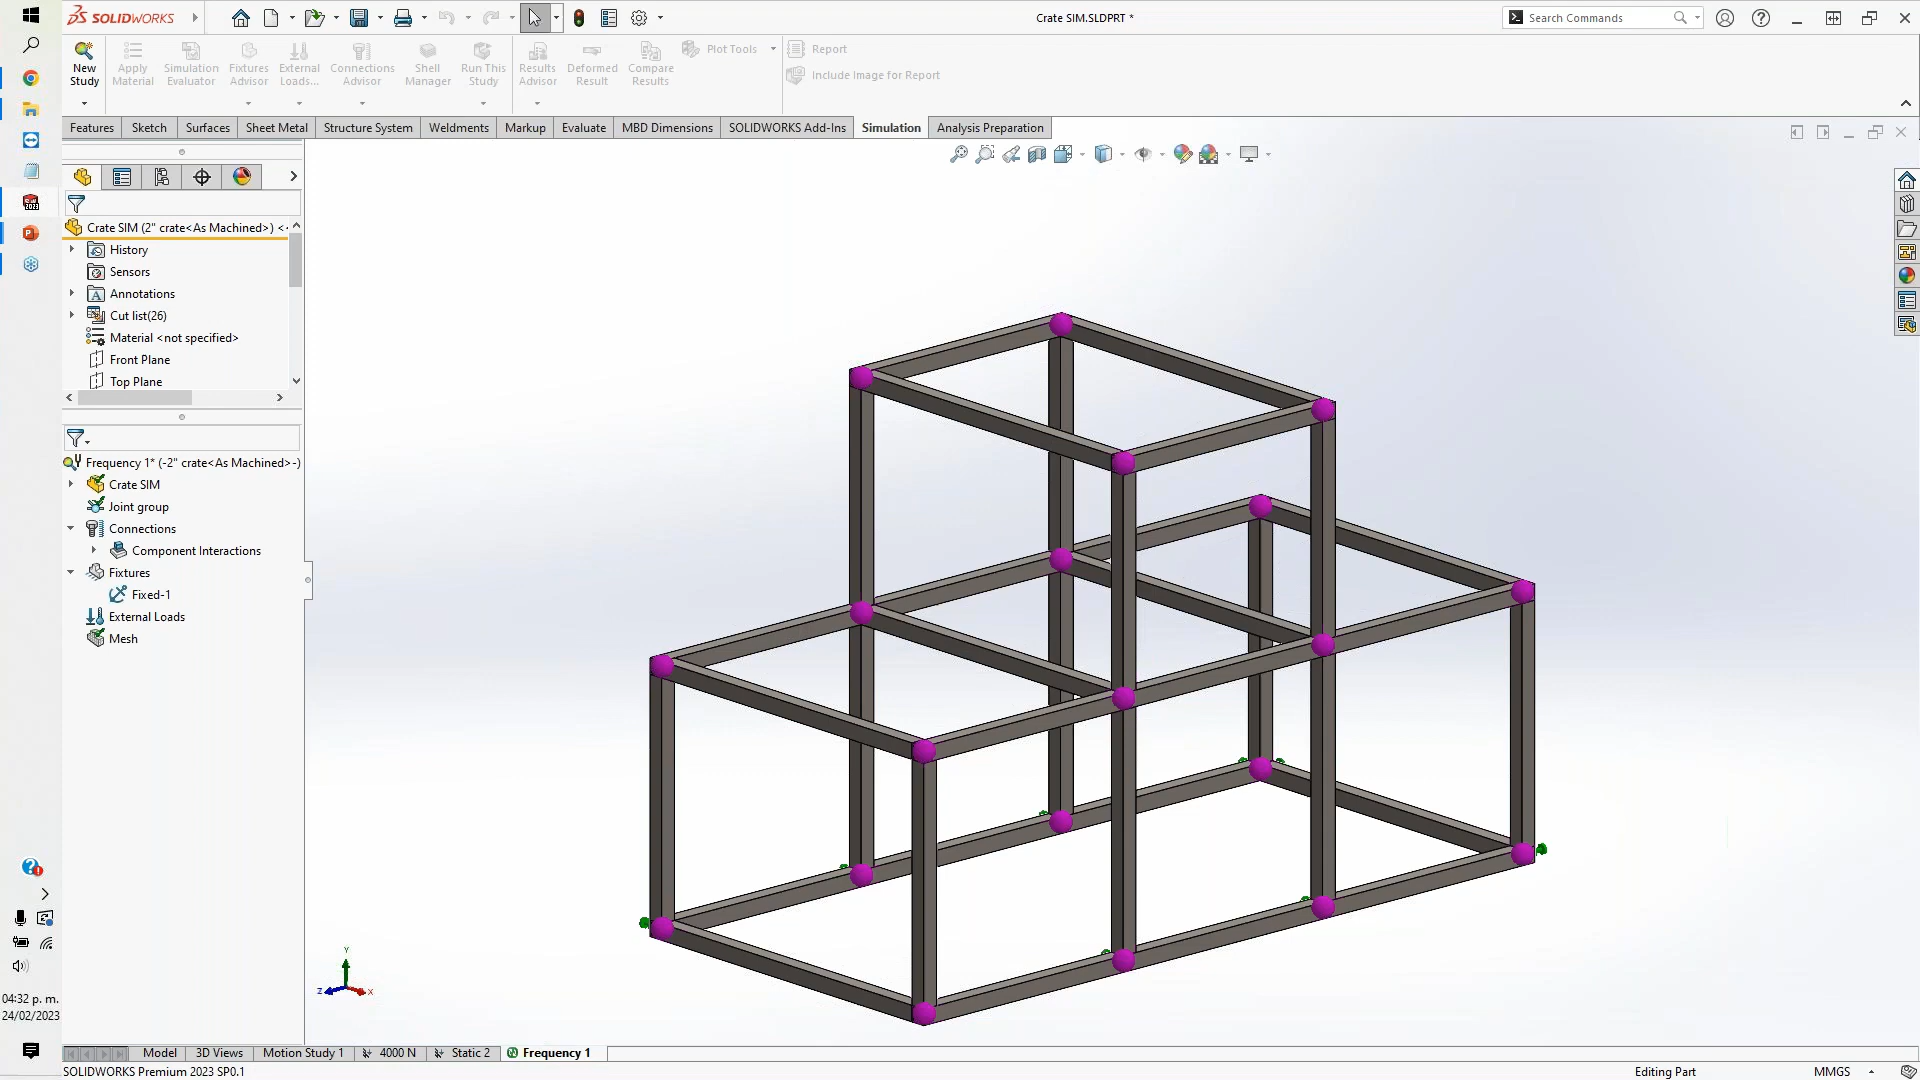 SOLIDWORKS
Crate SIM.SLDPRT *
Search Commands
New Study
Apply Material
Simulation Evaluator
Fixtures Advisor
External Loads...
Connections Advisor
Shell Manager
Run This Study
Results Advisor
Deformed Result
Compare Results
Plot Tools
Report
Include Image for Report
Features
Sketch
Surfaces
Sheet Metal
Structure System
Weldments
Markup
Evaluate
MBD Dimensions
SOLIDWORKS Add-Ins
Simulation
Analysis Preparation
Crate SIM (2" crate<As Machined>) <
History
Sensors
Annotations
Cut list(26)
Material <not specified>
Front Plane
Top Plane
Frequency 1* (-2" crate<As Machined>-)
Crate SIM
Joint group
Connections
Component Interactions
Fixtures
Fixed-1
External Loads
Mesh
Y
Z
X
04:32 p. m.
24/02/2023
Model
3D Views
Motion Study 1
4000 N
Static 2
Frequency 1
SOLIDWORKS Premium 2023 SP0.1
Editing Part
MMGS